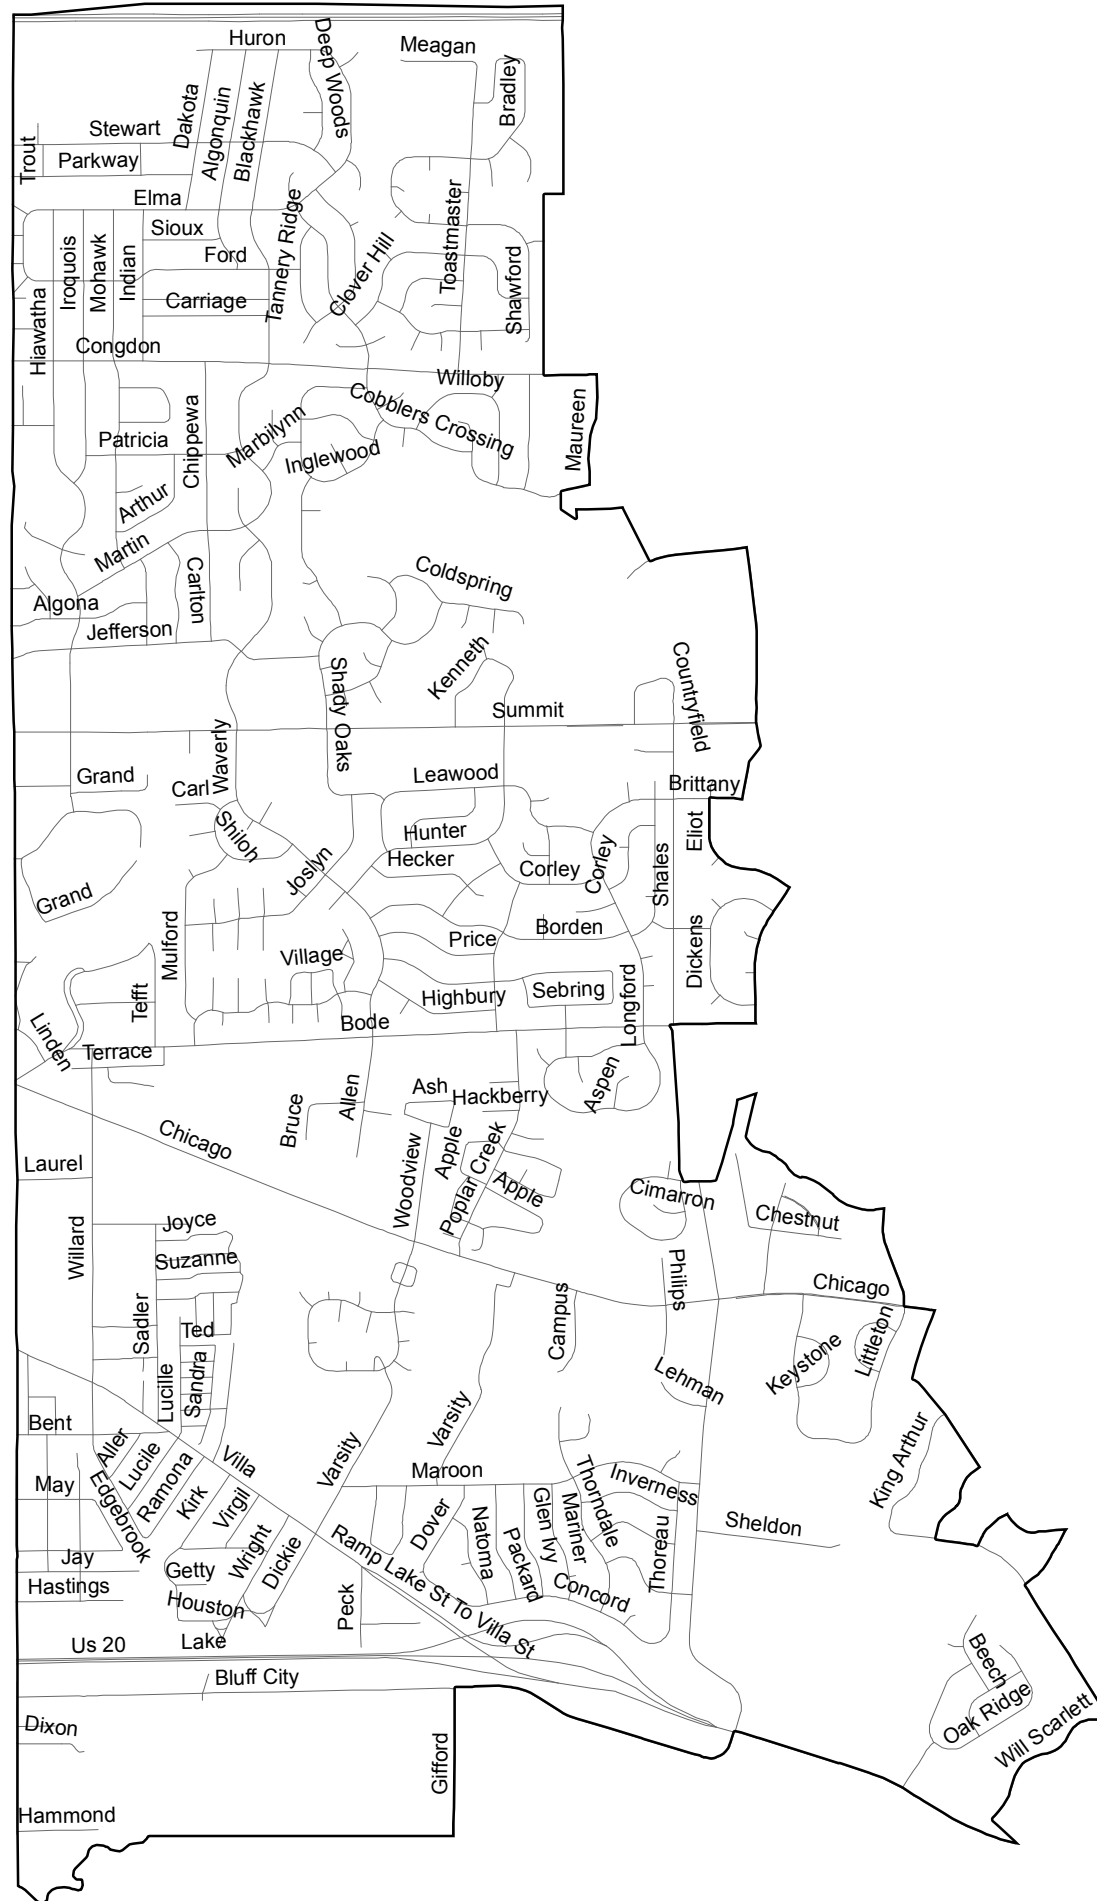 Huron
Deep Woods
Meagan
Bradley
Dakota
Algonquin
Blackhawk
Stewart
Trout
Parkway
Elma
Sioux
Ford
Tannery Ridge
Toastmaster
Clover Hill
Shawford
Iroquois
Mohawk
Indian
Hiawatha
Carriage
Congdon
Willoby
Cobblers Crossing
Maureen
Patricia
Chippewa
Marbilynn
Inglewood
Arthur
Martin
Carlton
Coldspring
Algona
Jefferson
Kenneth
Shady Oaks
Countryfield
Summit
Waverly
Grand
Carl
Leawood
Brittany
Shiloh
Hunter
Hecker
Joslyn
Corley
Corley
Shales
Eliot
Grand
Mulford
Village
Price
Borden
Dickens
Tefft
Highbury
Sebring
Longford
Linden
Bode
Terrace
Aspen
Bruce
Allen
Ash
Hackberry
Chicago
Woodview
Apple
Poplar Creek
Apple
Laurel
Cimarron
Chestnut
Willard
Joyce
Suzanne
Philips
Chicago
Sadler
Ted
Campus
Keystone
Littleton
Lucille
Sandra
Lehman
Bent
Aller
Lucile
Ramona
Villa
Varsity
Varsity
King Arthur
May
Edgebrook
Kirk
Virgil
Maroon
Thorndale
Inverness
Sheldon
Jay
Hastings
Getty
Wright
Dickie
Dover
Natoma
Packard
Glen Ivy
Mariner
Thoreau
Houston
Peck
Ramp Lake St To Villa St
Concord
Us 20
Lake
Bluff City
Beech
Oak Ridge
Will Scarlett
Dixon
Gifford
Hammond